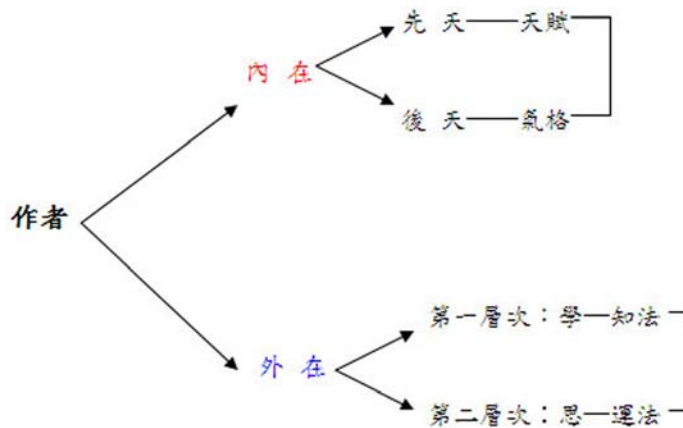 先天—天賦
內在
後天—氣格
作者
第一層次：學—知法
外在
第二層次：思—運法